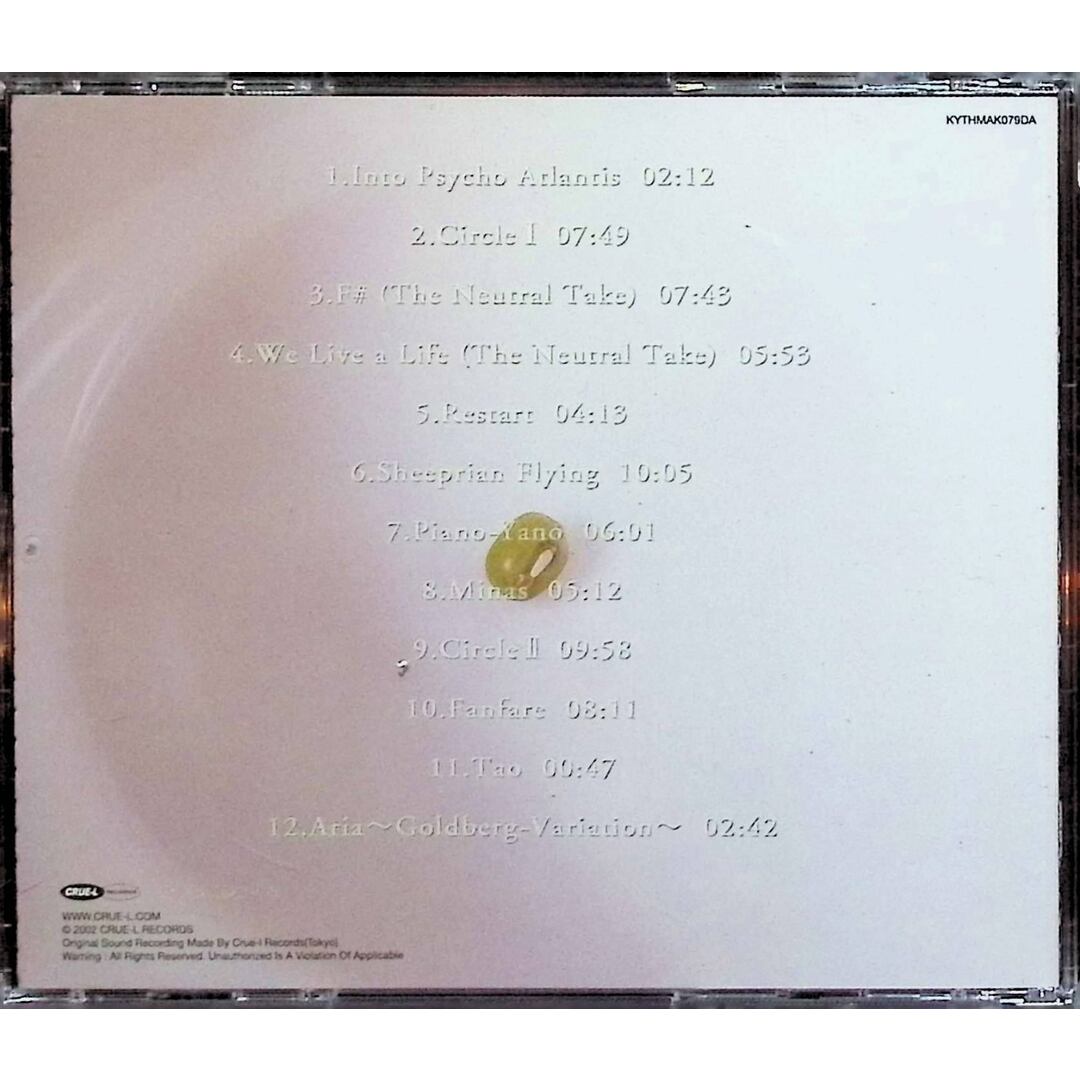 KYTHMAK079DA
1.Into Psycho Atlantis 02:12
2.Circle Ⅰ 07:49
3.F# (The Neutral Take) 07:43
4.We Live a Life (The Neutral Take) 05:53
5.Restart 04:13
6.Sheeprian Flying 10:05
7.Piano-Yano 06:01
8.Minas 05:12
9.Circle Ⅱ 09:58
10.Fanfare 08:11
11.Tao 00:47
12.Aria～Goldberg-Variation～ 02:42
CRUE-L
WWW.CRUE-L.COM
© 2002 CRUE-L RECORDS
Original Sound Recording Made By Crue-l Records(Tokyo)
Warning : All Rights Reserved. Unauthorized Is A Violation Of Applicable